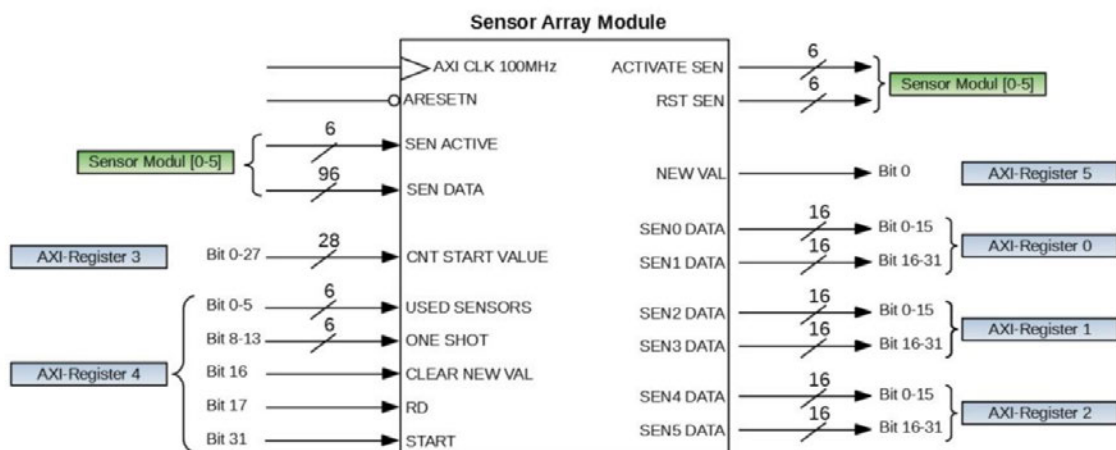 Sensor Array Module
AXI CLK 100MHz
ARESETN
6
SEN ACTIVE
Sensor Modul [0-5]
96
SEN DATA
AXI-Register 3
Bit 0-27
28
CNT START VALUE
Bit 0-5
6
USED SENSORS
Bit 8-13
6
ONE SHOT
AXI-Register 4
Bit 16
CLEAR NEW VAL
Bit 17
RD
Bit 31
START
ACTIVATE SEN
6
RST SEN
6
Sensor Modul [0-5]
NEW VAL
Bit 0
AXI-Register 5
SEN0 DATA
16
Bit 0-15
SEN1 DATA
16
Bit 16-31
AXI-Register 0
SEN2 DATA
16
Bit 0-15
SEN3 DATA
16
Bit 16-31
AXI-Register 1
SEN4 DATA
16
Bit 0-15
SEN5 DATA
16
Bit 16-31
AXI-Register 2